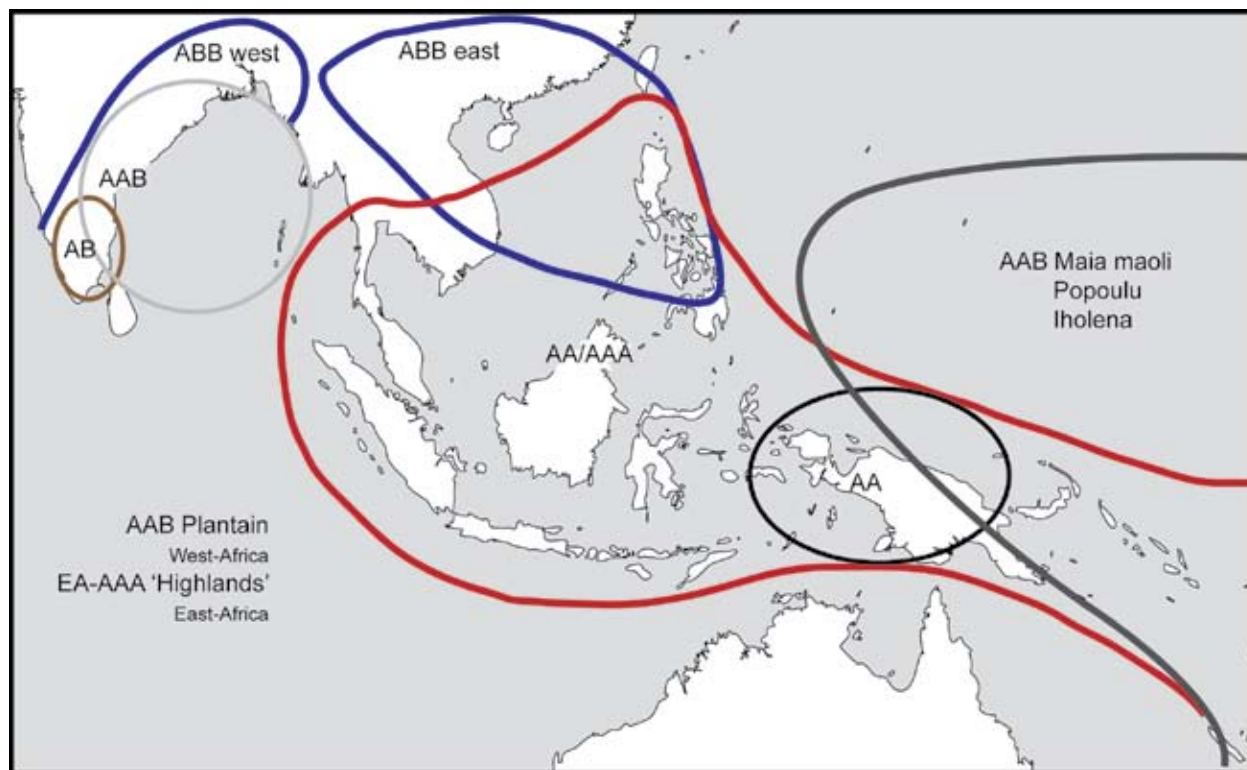 ABB west
ABB east
AAB
AB
AAB Maia maoli
Popoulu
Iholena
AA/AAA
AA
AAB Plantain
West-Africa
EA-AAA ‘Highlands’
East-Africa